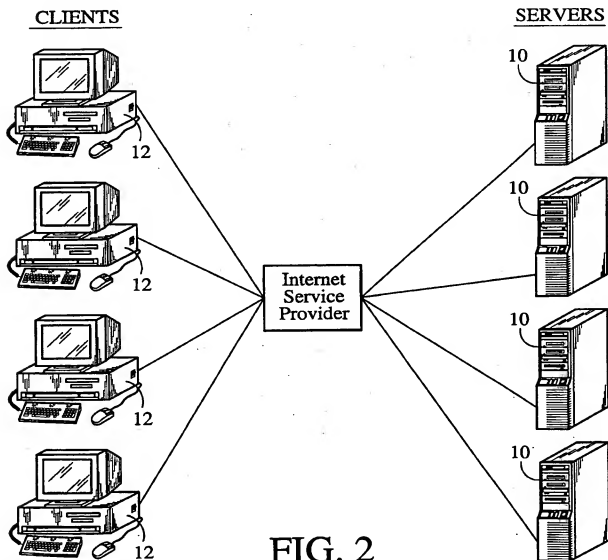 CLIENTS
SERVERS
12
12
12
12
Internet
Service
Provider
10
10
10
10
FIG. 2